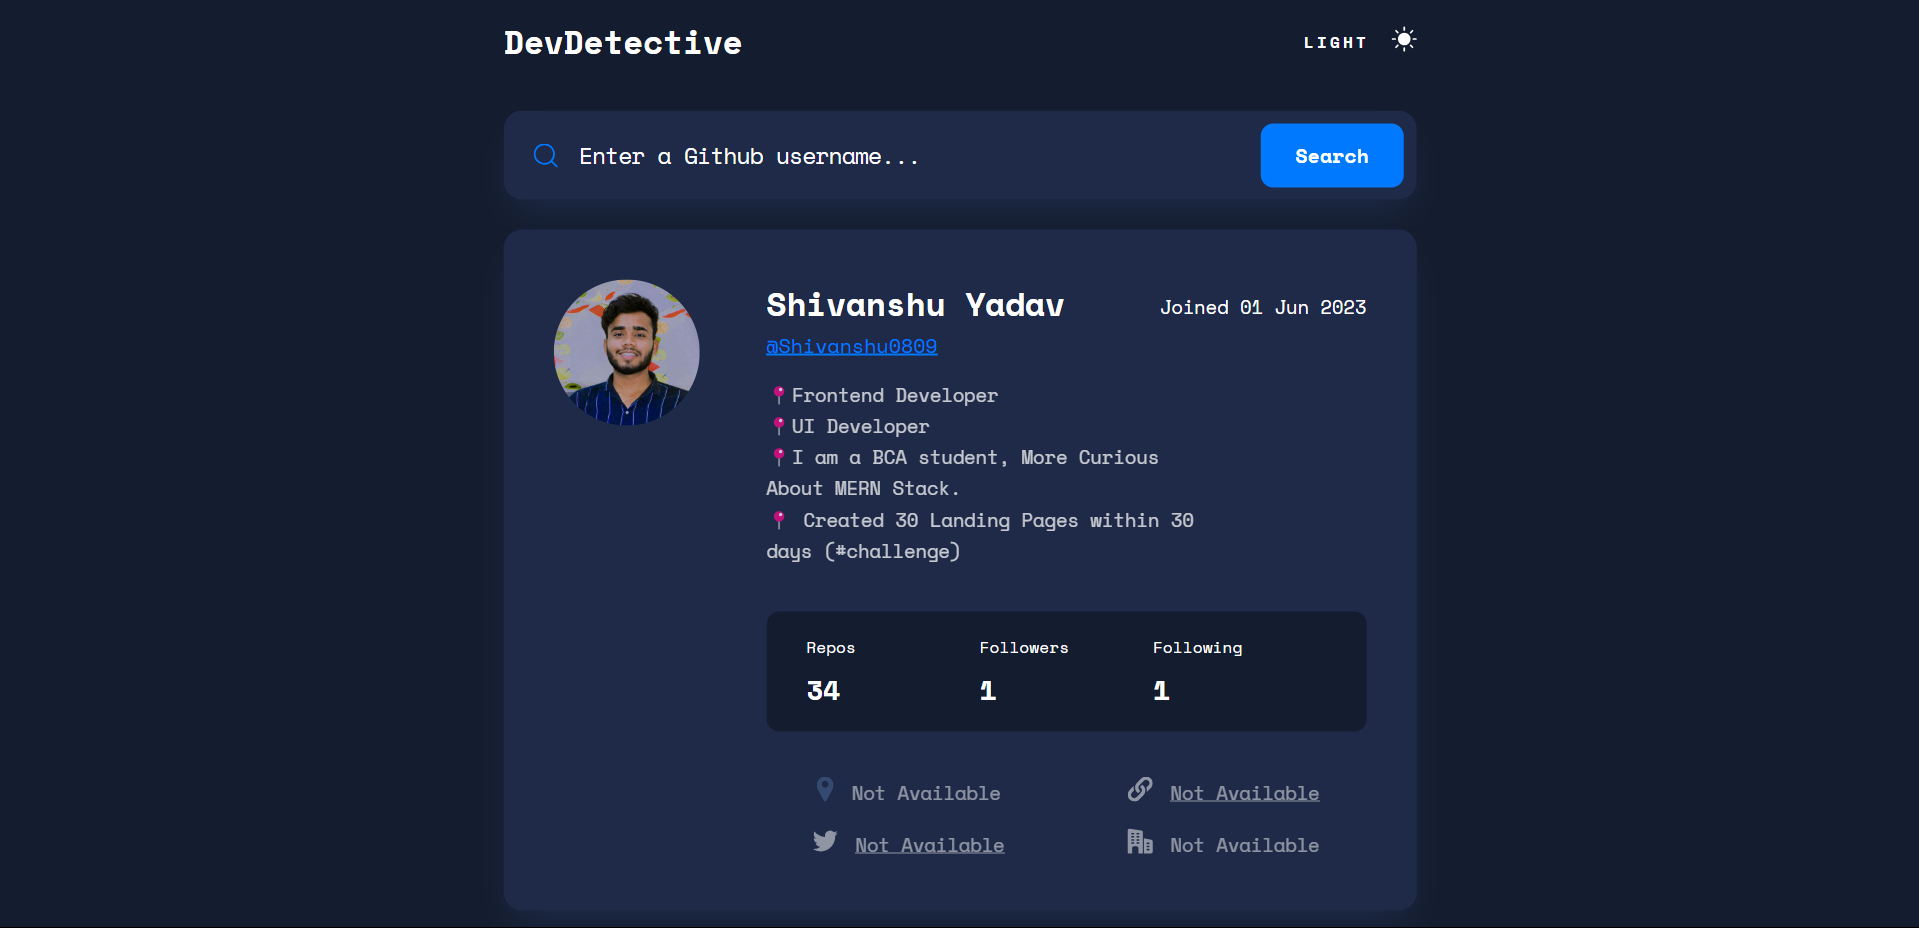 DevDetective
LIGHT
Enter a Github username...
Search
Shivanshu Yadav
Joined 01 Jun 2023
@Shivanshu0809
📍Frontend Developer
📍UI Developer
📍I am a BCA student, More Curious
About MERN Stack.
📍 Created 30 Landing Pages within 30
days (#challenge)
Repos Followers Following
34 1 1
Not Available Not Available
Not Available Not Available